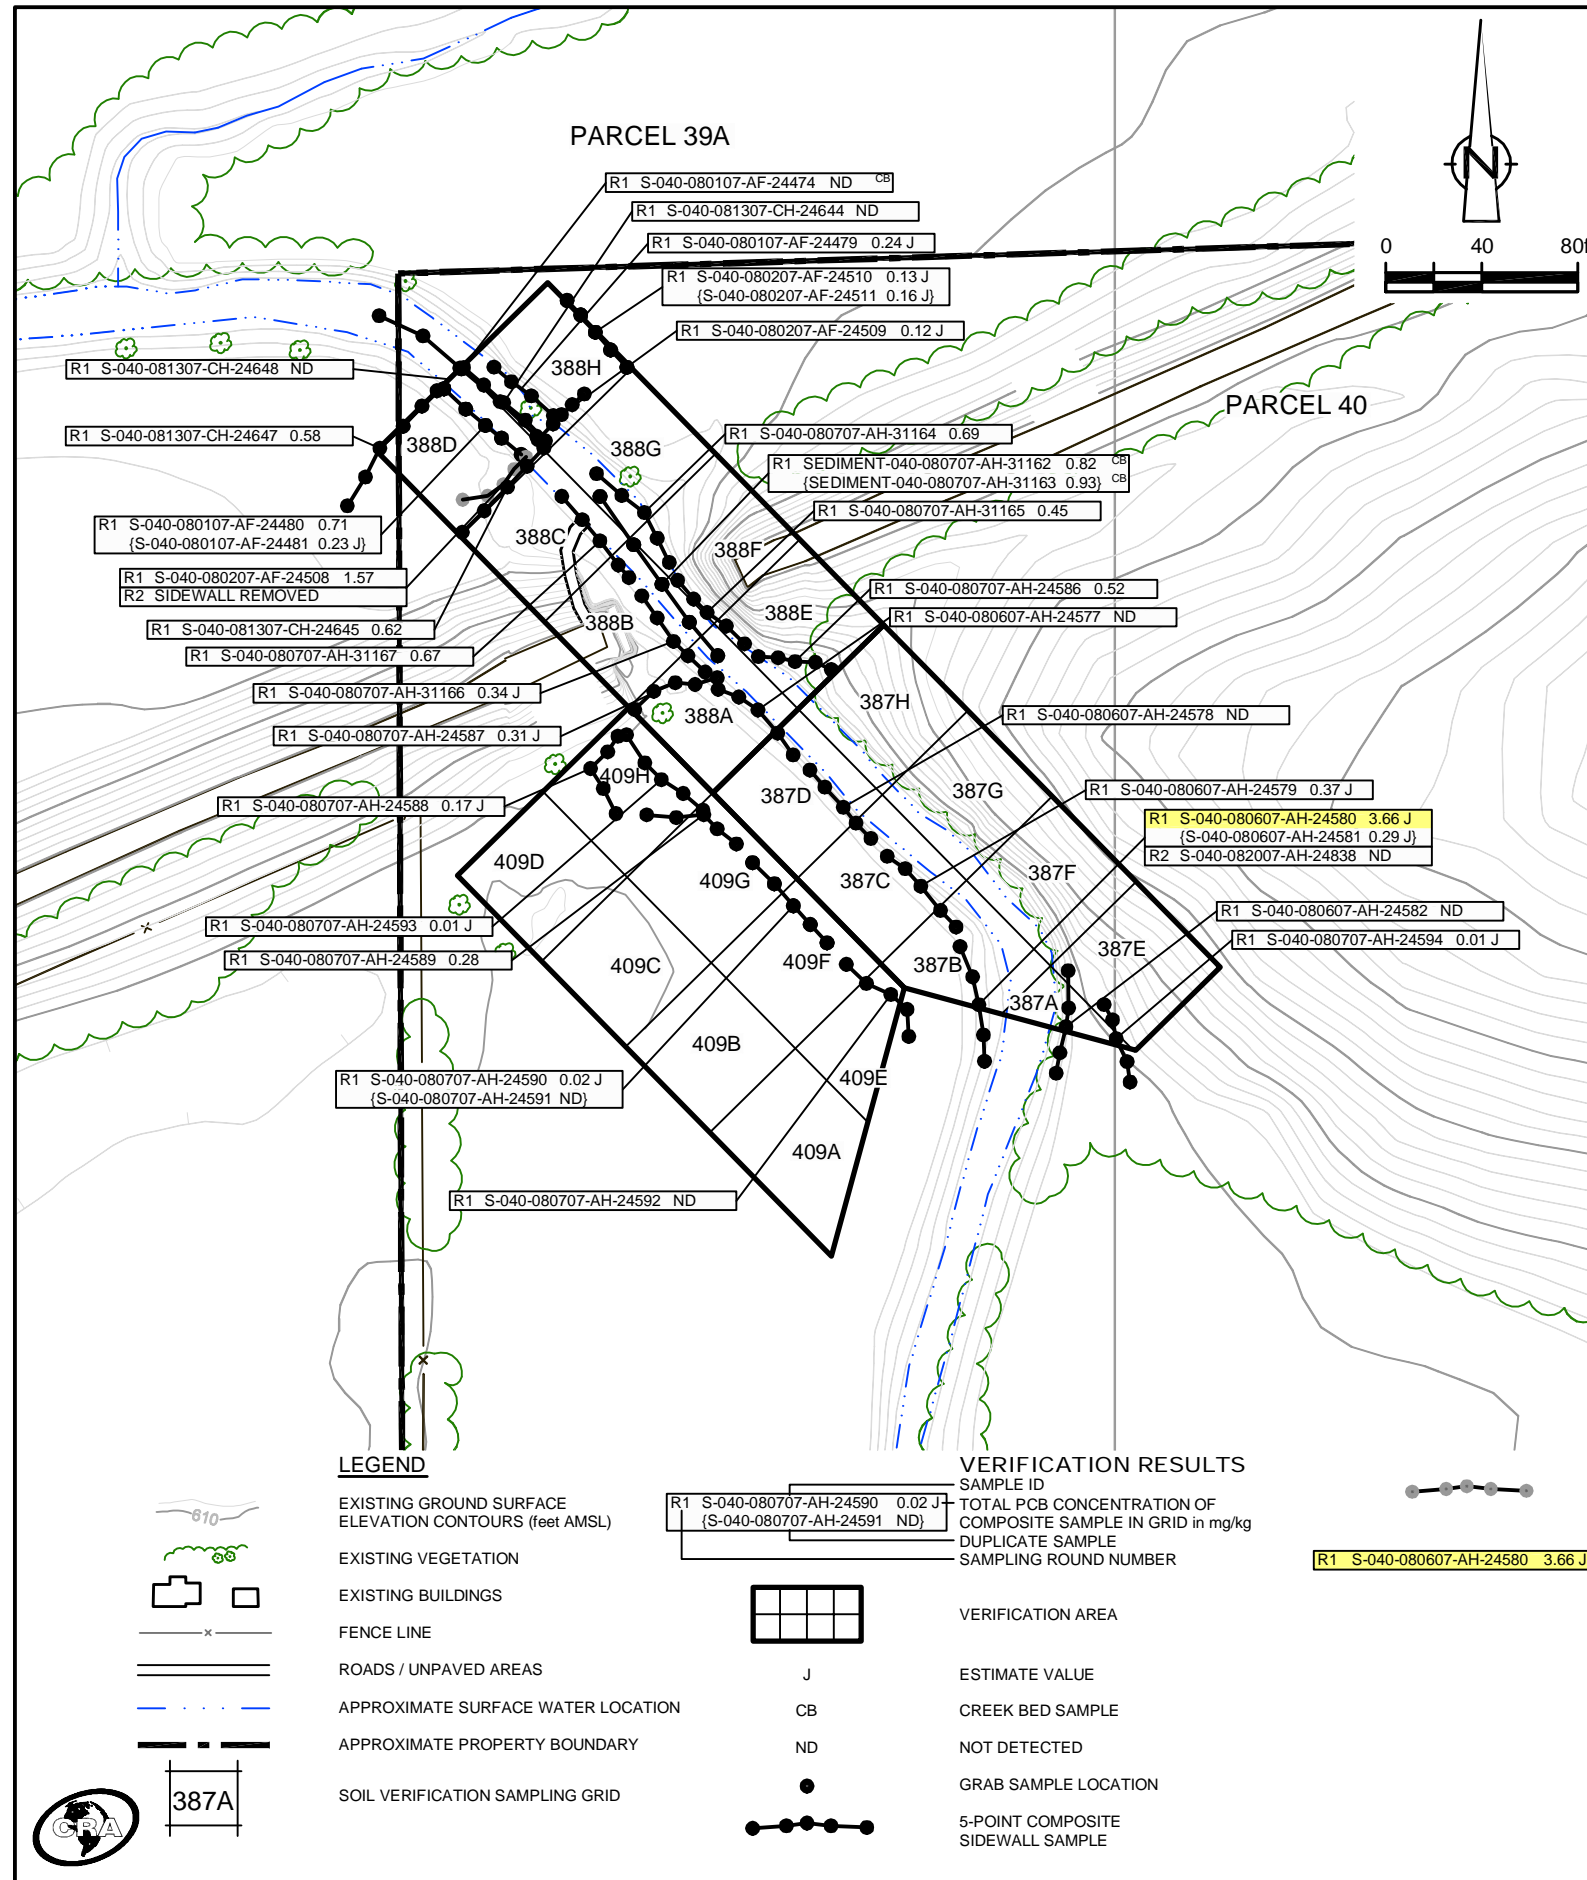 PARCEL 39A
R1 S-040-080107-AF-24474 ND CB
R1 S-040-081307-CH-24644 ND
R1 S-040-080107-AF-24479 0.24 J
R1 S-040-080207-AF-24510 0.13 J
{S-040-080207-AF-24511 0.16 J}
R1 S-040-080207-AF-24509 0.12 J
N
0 40 80f
388H
R1 S-040-081307-CH-24648 ND
PARCEL 40
R1 S-040-081307-CH-24647 0.58
388D
388G
R1 S-040-080707-AH-31164 0.69
R1 SEDIMENT-040-080707-AH-31162 0.82 CB
{SEDIMENT-040-080707-AH-31163 0.93} CB
R1 S-040-080707-AH-31165 0.45
R1 S-040-080107-AF-24480 0.71
{S-040-080107-AF-24481 0.23 J}
388C
388F
R1 S-040-080207-AF-24508 1.57
R2 SIDEWALL REMOVED
R1 S-040-080707-AH-24586 0.52
R1 S-040-080607-AH-24577 ND
388E
388B
R1 S-040-081307-CH-24645 0.62
R1 S-040-080707-AH-31167 0.67
R1 S-040-080707-AH-31166 0.34 J
387H
388A
R1 S-040-080607-AH-24578 ND
R1 S-040-080707-AH-24587 0.31 J
409H
387D
387G
R1 S-040-080607-AH-24579 0.37 J
R1 S-040-080707-AH-24588 0.17 J
R1 S-040-080607-AH-24580 3.66 J
{S-040-080607-AH-24581 0.29 J}
R2 S-040-082007-AH-24838 ND
409D
409G
387C
387F
R1 S-040-080607-AH-24582 ND
R1 S-040-080707-AH-24594 0.01 J
R1 S-040-080707-AH-24593 0.01 J
R1 S-040-080707-AH-24589 0.28
409C
409F
387B
387E
387A
409B
409E
R1 S-040-080707-AH-24590 0.02 J
{S-040-080707-AH-24591 ND}
409A
R1 S-040-080707-AH-24592 ND
LEGEND
610
EXISTING GROUND SURFACE
ELEVATION CONTOURS (feet AMSL)
EXISTING VEGETATION
EXISTING BUILDINGS
FENCE LINE
ROADS / UNPAVED AREAS
APPROXIMATE SURFACE WATER LOCATION
APPROXIMATE PROPERTY BOUNDARY
387A
SOIL VERIFICATION SAMPLING GRID
CRA
VERIFICATION RESULTS
R1 S-040-080707-AH-24590 0.02 J
{S-040-080707-AH-24591 ND}
SAMPLE ID
TOTAL PCB CONCENTRATION OF
COMPOSITE SAMPLE IN GRID in mg/kg
DUPLICATE SAMPLE
SAMPLING ROUND NUMBER
R1 S-040-080607-AH-24580 3.66 J
VERIFICATION AREA
J ESTIMATE VALUE
CB CREEK BED SAMPLE
ND NOT DETECTED
GRAB SAMPLE LOCATION
5-POINT COMPOSITE
SIDEWALL SAMPLE